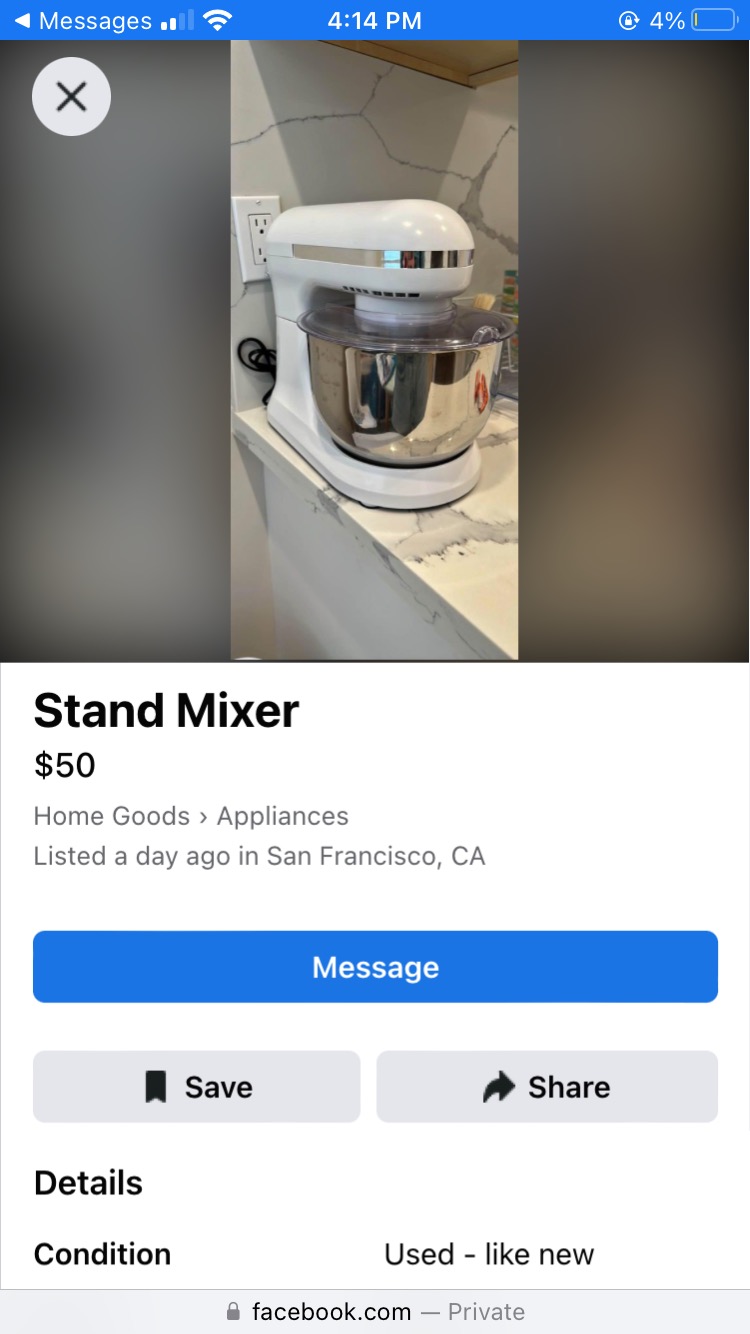 Messages 4:14 PM 4%
Stand Mixer
$50
Home Goods › Appliances
Listed a day ago in San Francisco, CA
Message
Save Share
Details
Condition Used - like new
facebook.com — Private